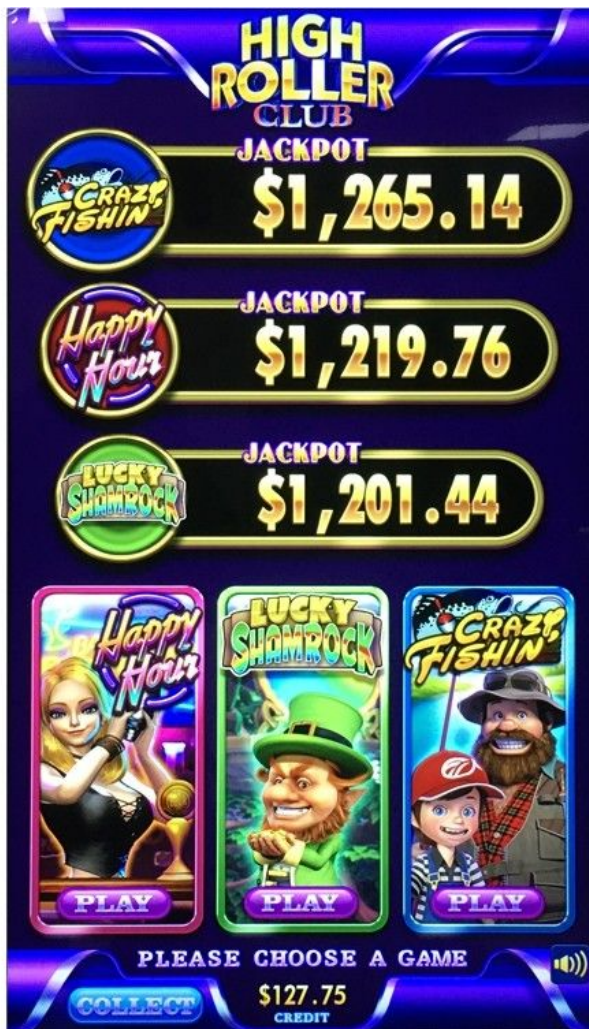 HIGH
ROLLER
CLUB
JACKPOT
CRAZY
FISHIN'
$1,265.14
JACKPOT
Happy
Hour
$1,219.76
JACKPOT
LUCKY
SHAMROCK
$1,201.44
Happy
Hour
PLAY
LUCKY
SHAMROCK
PLAY
CRAZY
FISHIN'
PLAY
PLEASE CHOOSE A GAME
COLLECT
$127.75
CREDIT